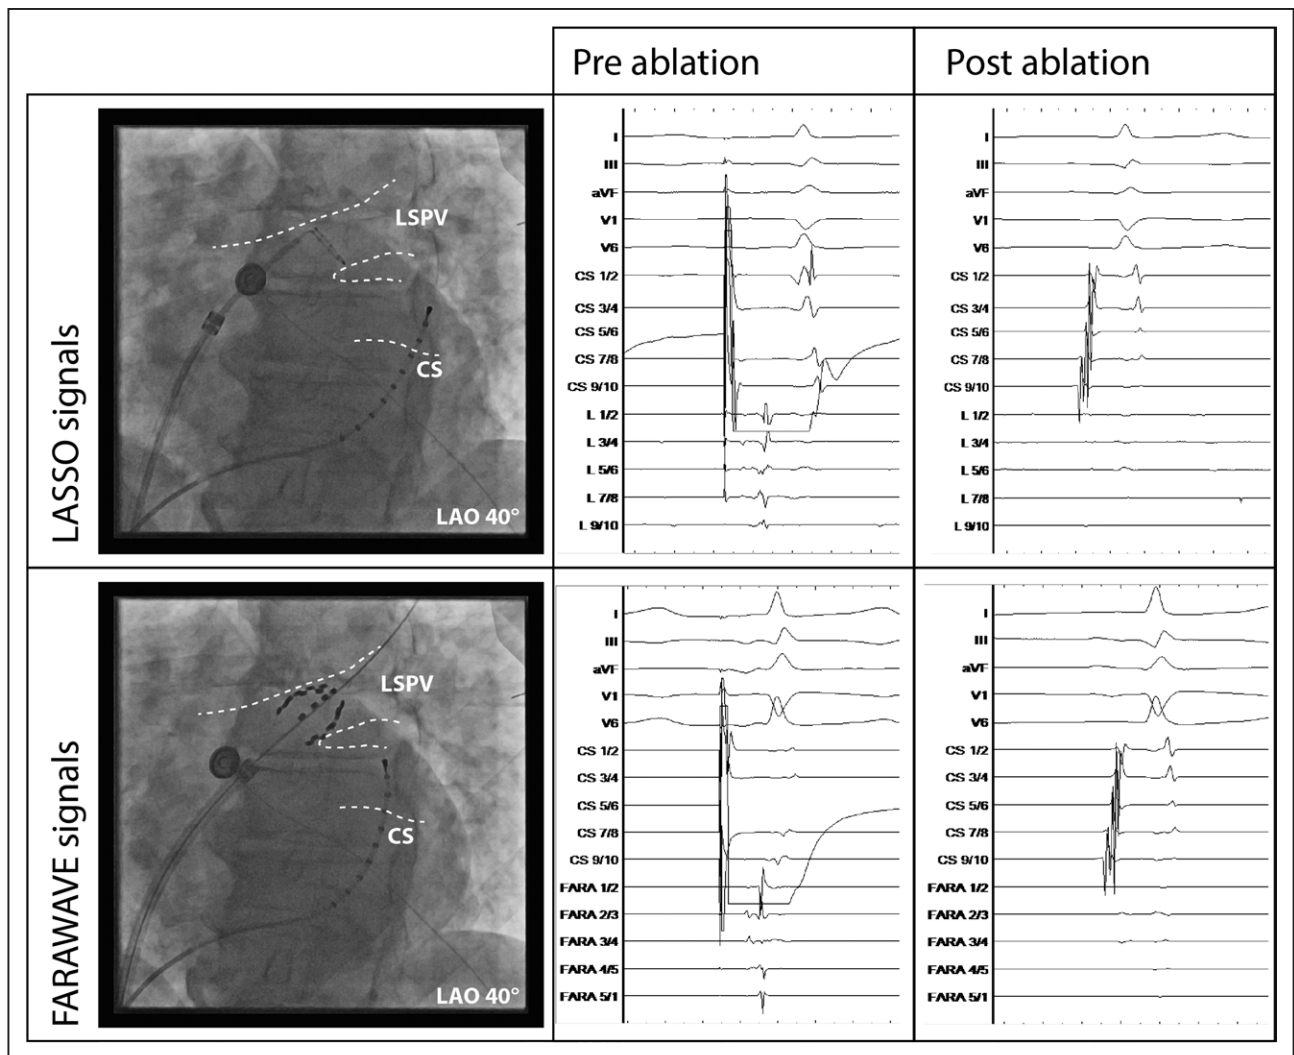 Pre ablation
Post ablation
LASSO signals
LSPV
CS
LAO 40°
I
III
aVF
V1
V6
CS 1/2
CS 3/4
CS 5/6
CS 7/8
CS 9/10
L 1/2
L 3/4
L 5/6
L 7/8
L 9/10
I
III
aVF
V1
V6
CS 1/2
CS 3/4
CS 5/6
CS 7/8
CS 9/10
L 1/2
L 3/4
L 5/6
L 7/8
L 9/10
FARAWAVE signals
LSPV
CS
LAO 40°
I
III
aVF
V1
V6
CS 1/2
CS 3/4
CS 5/6
CS 7/8
CS 9/10
FARA 1/2
FARA 2/3
FARA 3/4
FARA 4/5
FARA 5/1
I
III
aVF
V1
V6
CS 1/2
CS 3/4
CS 5/6
CS 7/8
CS 9/10
FARA 1/2
FARA 2/3
FARA 3/4
FARA 4/5
FARA 5/1